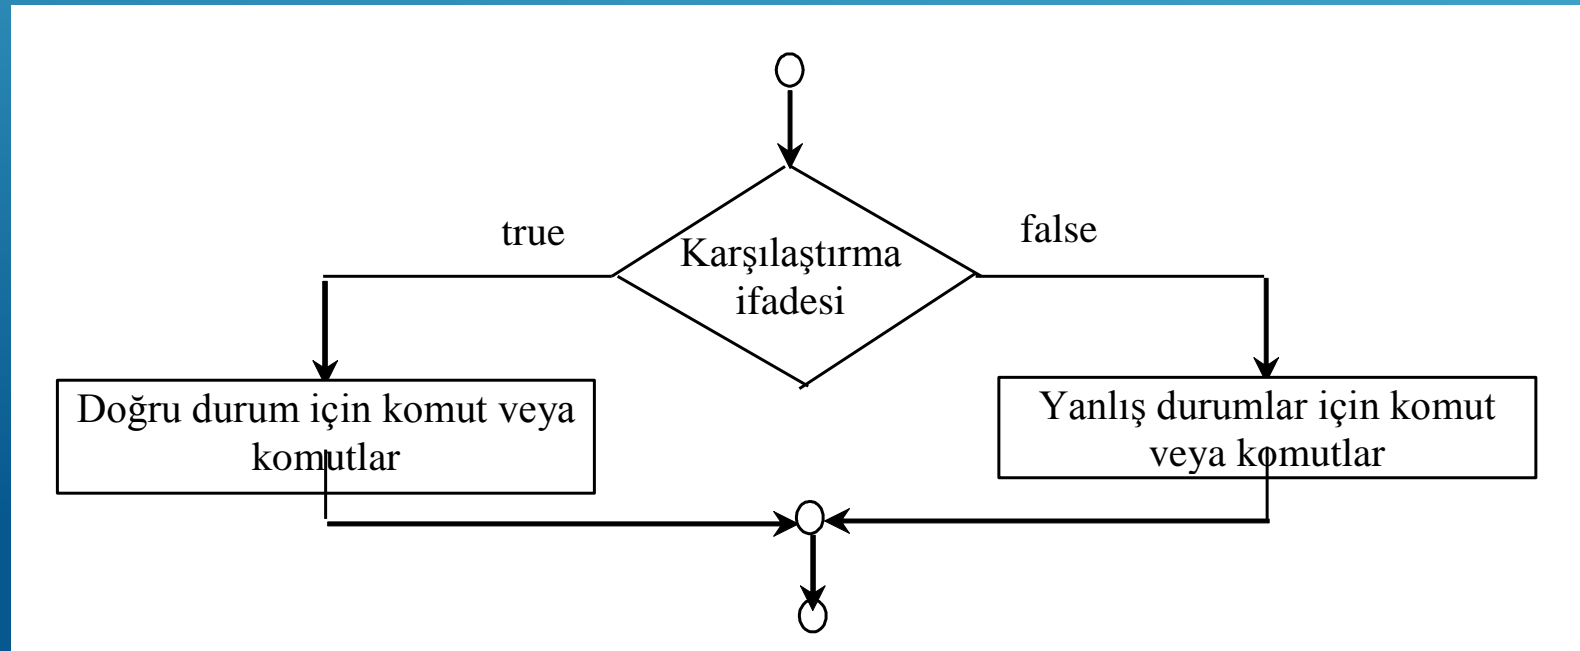 true
false
Karşılaştırma
ifadesi
Doğru durum için komut veya
komutlar
Yanlış durumlar için komut
veya komutlar